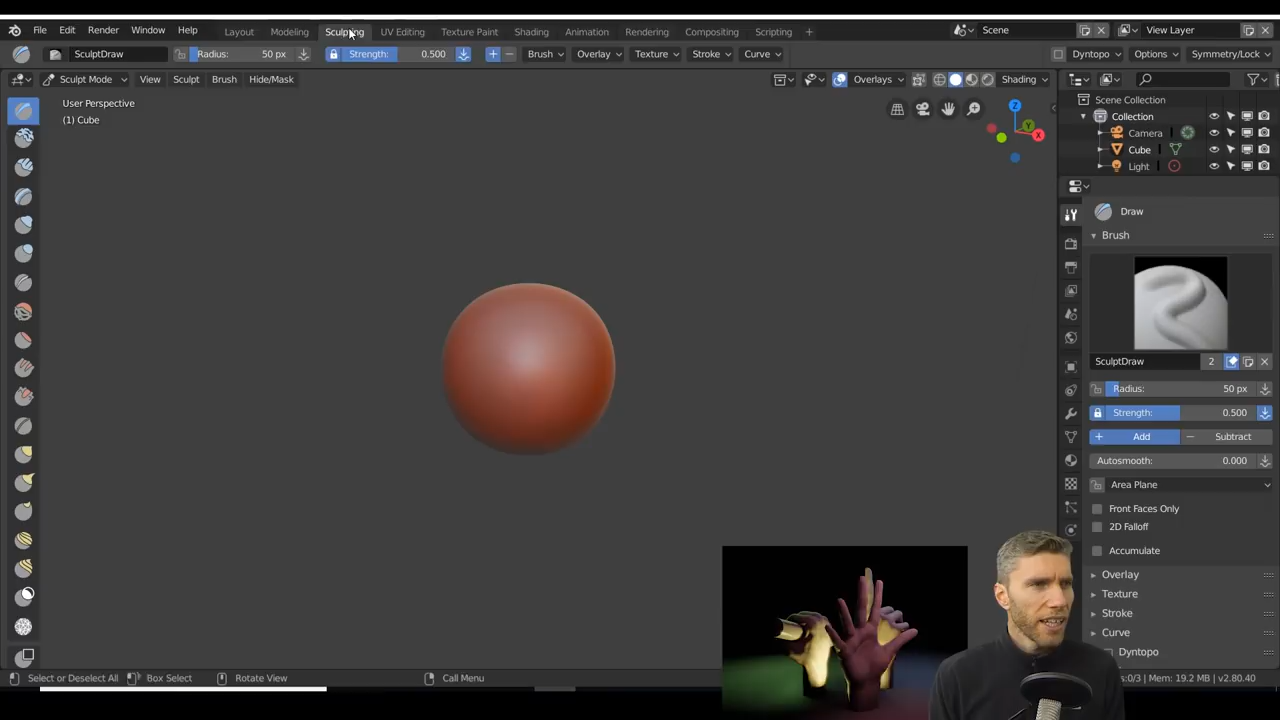 File Edit Render Window Help Layout Modeling Sculpting UV Editing Texture Paint Shading Animation Rendering Compositing Scripting + Scene View Layer
SculptDraw Radius: 50 px Strength: 0.500 + − Brush Overlay Texture Stroke Curve Dyntopo Options Symmetry/Lock
Sculpt Mode View Sculpt Brush Hide/Mask Overlays Shading
User Perspective
(1) Cube
Z
Y
X
Scene Collection
Collection
Camera
Cube
Light
Draw
Brush
SculptDraw 2
Radius: 50 px
Strength: 0.500
+ Add − Subtract
Autosmooth: 0.000
Area Plane
Front Faces Only
2D Falloff
Accumulate
Overlay
Texture
Stroke
Curve
Dyntopo
Select or Deselect All Box Select Rotate View Call Menu :0/3 | Mem: 19.2 MB | v2.80.40